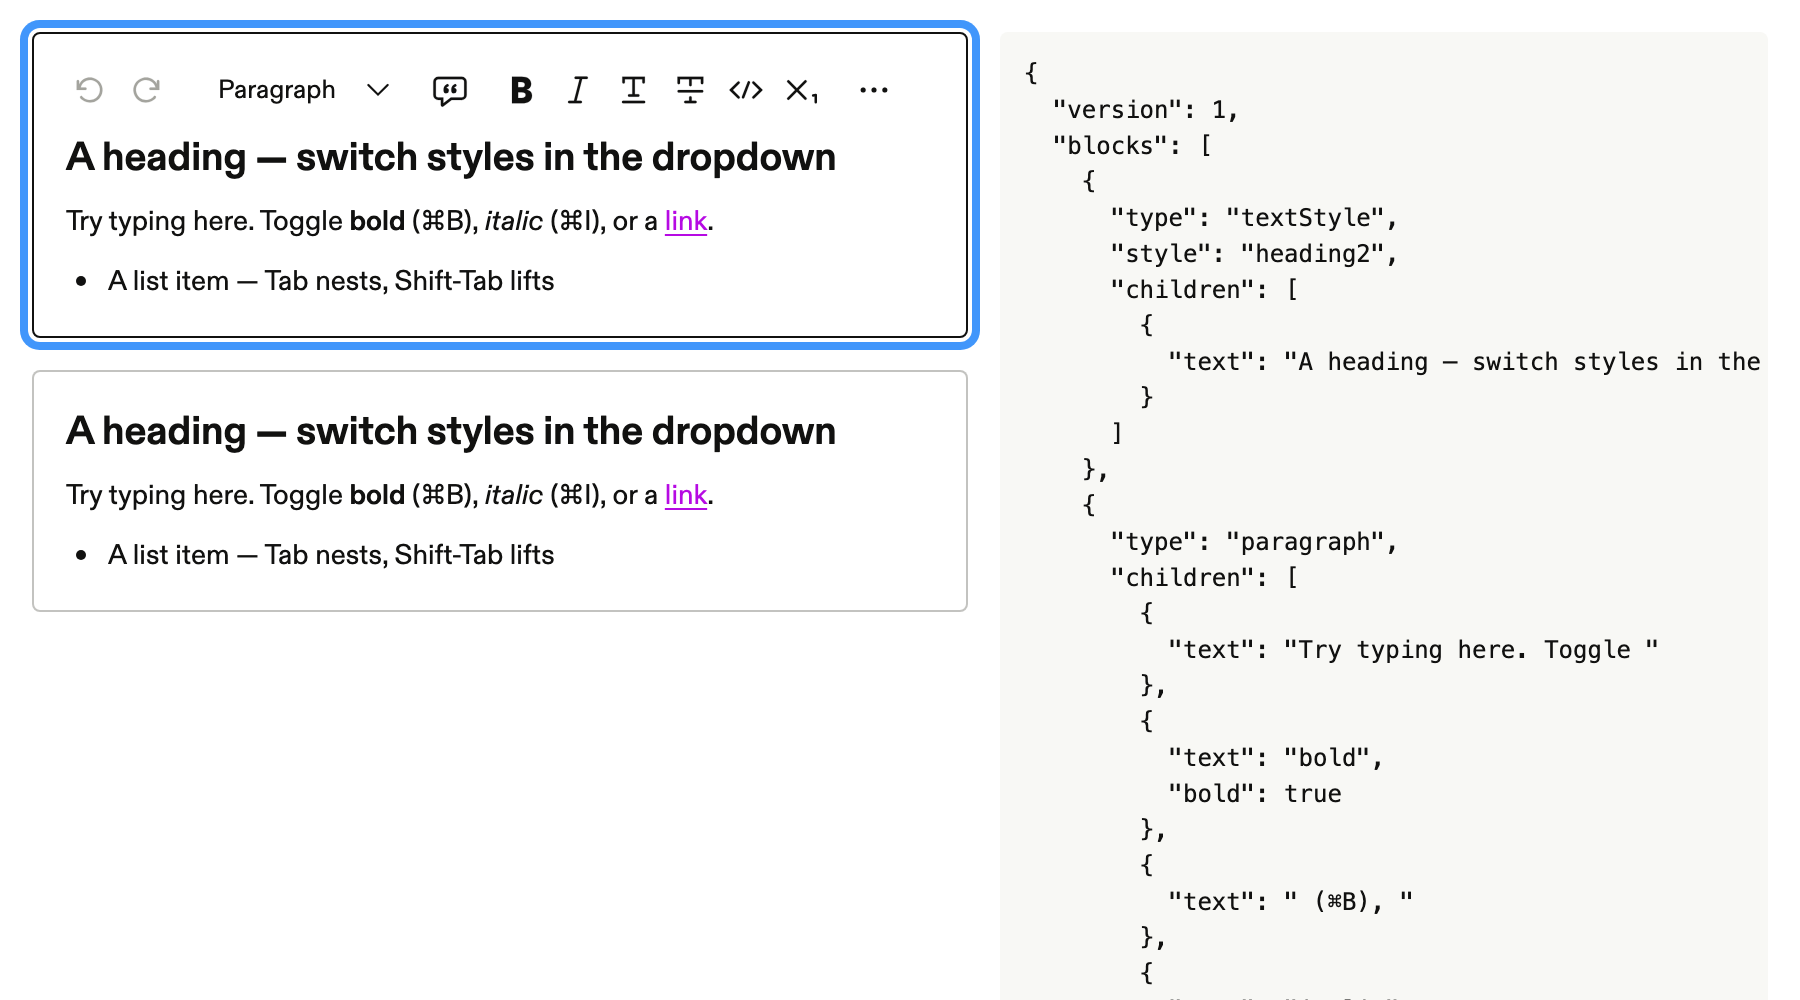 Paragraph
A heading — switch styles in the dropdown
Try typing here. Toggle bold (⌘B), italic (⌘I), or a link.
• A list item — Tab nests, Shift-Tab lifts
A heading — switch styles in the dropdown
Try typing here. Toggle bold (⌘B), italic (⌘I), or a link.
• A list item — Tab nests, Shift-Tab lifts
{
  "version": 1,
  "blocks": [
    {
      "type": "textStyle",
      "style": "heading2",
      "children": [
        {
          "text": "A heading — switch styles in the
        }
      ]
    },
    {
      "type": "paragraph",
      "children": [
        {
          "text": "Try typing here. Toggle "
        },
        {
          "text": "bold",
          "bold": true
        },
        {
          "text": " (⌘B), "
        },
        {